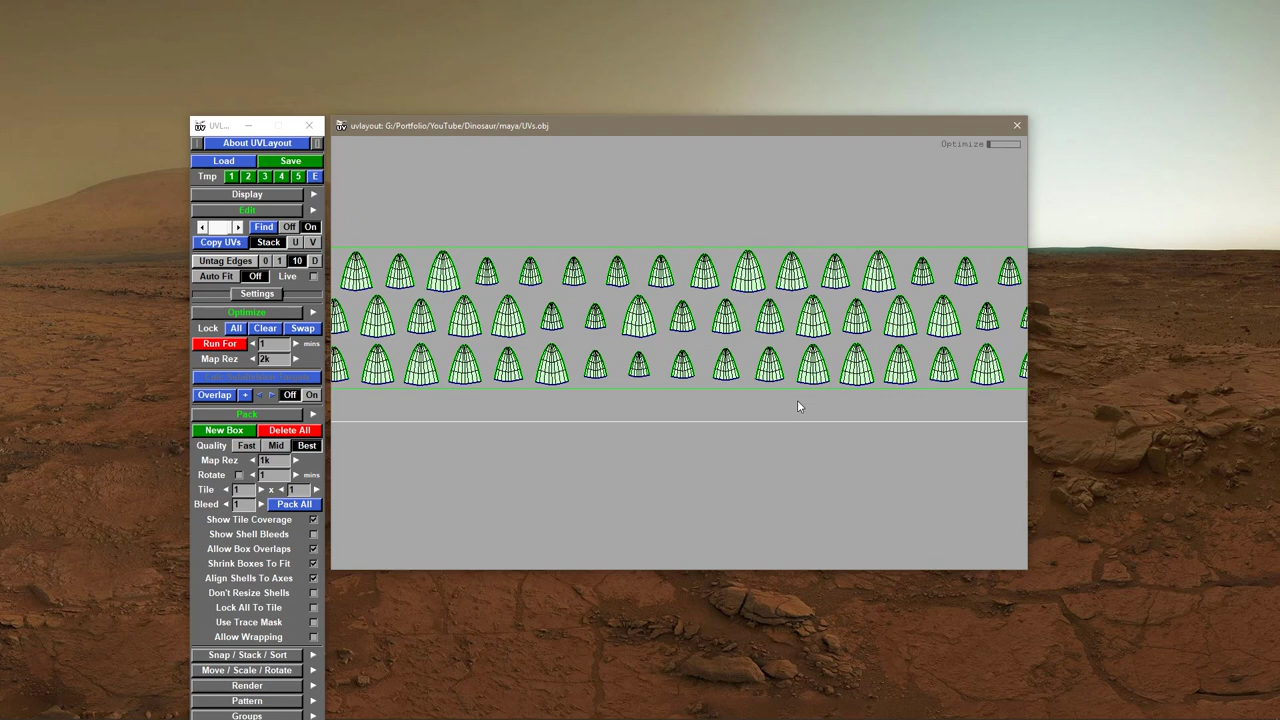 UVL...
uvlayout: G:/Portfolio/YouTube/Dinosaur/maya/UVs.obj
About UVLayout
Optimize
Load Save
Tmp 1 2 3 4 5 E
Display
Edit
Find Off On
Copy UVs Stack U V
Untag Edges 0 1 10 D
Auto Fit Off Live
Settings
Optimize
Lock All Clear Swap
Run For 1 mins
Map Rez 2k
Overlap + Off On
Pack
New Box Delete All
Quality Fast Mid Best
Map Rez 1k
Rotate 1 mins
Tile 1 x 1
Bleed 1 Pack All
Show Tile Coverage
Show Shell Bleeds
Allow Box Overlaps
Shrink Boxes To Fit
Align Shells To Axes
Don't Resize Shells
Lock All To Tile
Use Trace Mask
Allow Wrapping
Snap / Stack / Sort
Move / Scale / Rotate
Render
Pattern
Groups